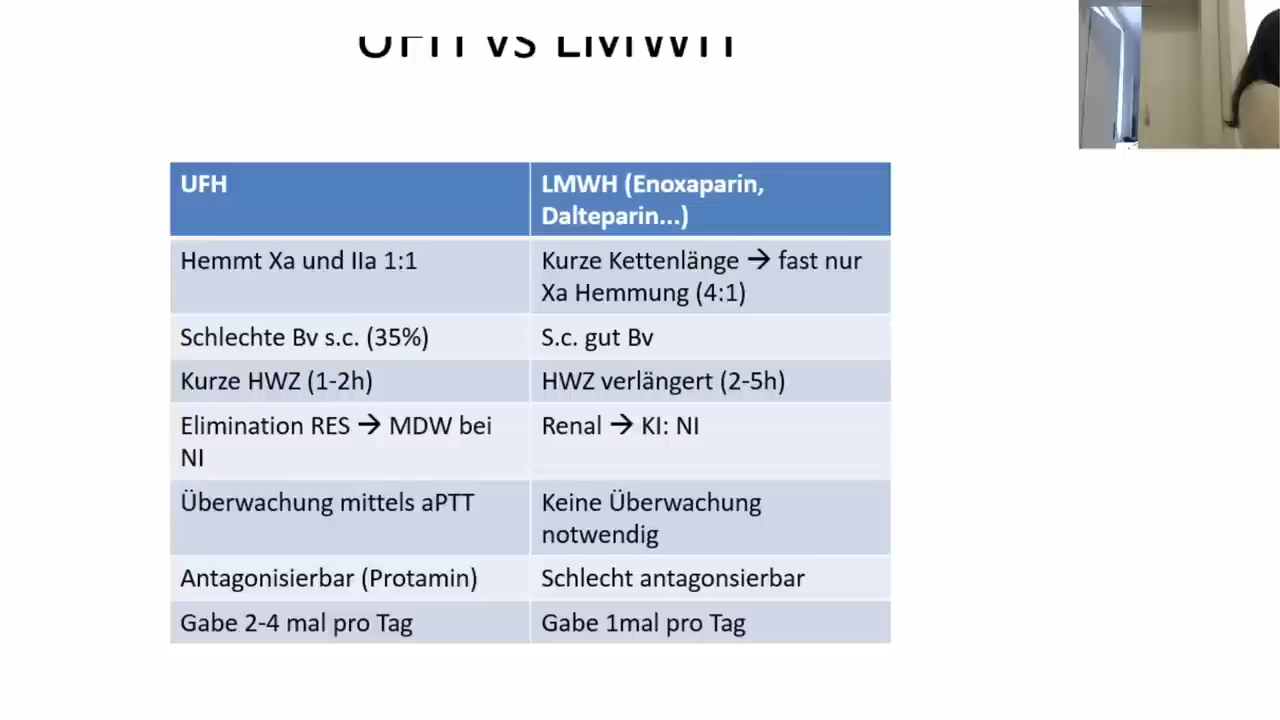 UFH vs LMWH
UFH
LMWH (Enoxaparin,
Dalteparin...)
Hemmt Xa und IIa 1:1
Kurze Kettenlänge → fast nur
Xa Hemmung (4:1)
Schlechte Bv s.c. (35%)
S.c. gut Bv
Kurze HWZ (1-2h)
HWZ verlängert (2-5h)
Elimination RES → MDW bei
NI
Renal → KI: NI
Überwachung mittels aPTT
Keine Überwachung
notwendig
Antagonisierbar (Protamin)
Schlecht antagonsierbar
Gabe 2-4 mal pro Tag
Gabe 1mal pro Tag